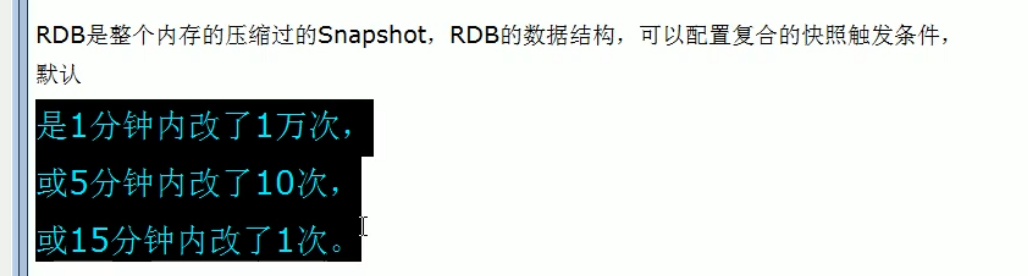 RDB是整个内存的压缩过的Snapshot，RDB的数据结构，可以配置复合的快照触发条件，
默认
是1分钟内改了1万次，
或5分钟内改了10次，
或15分钟内改了1次。